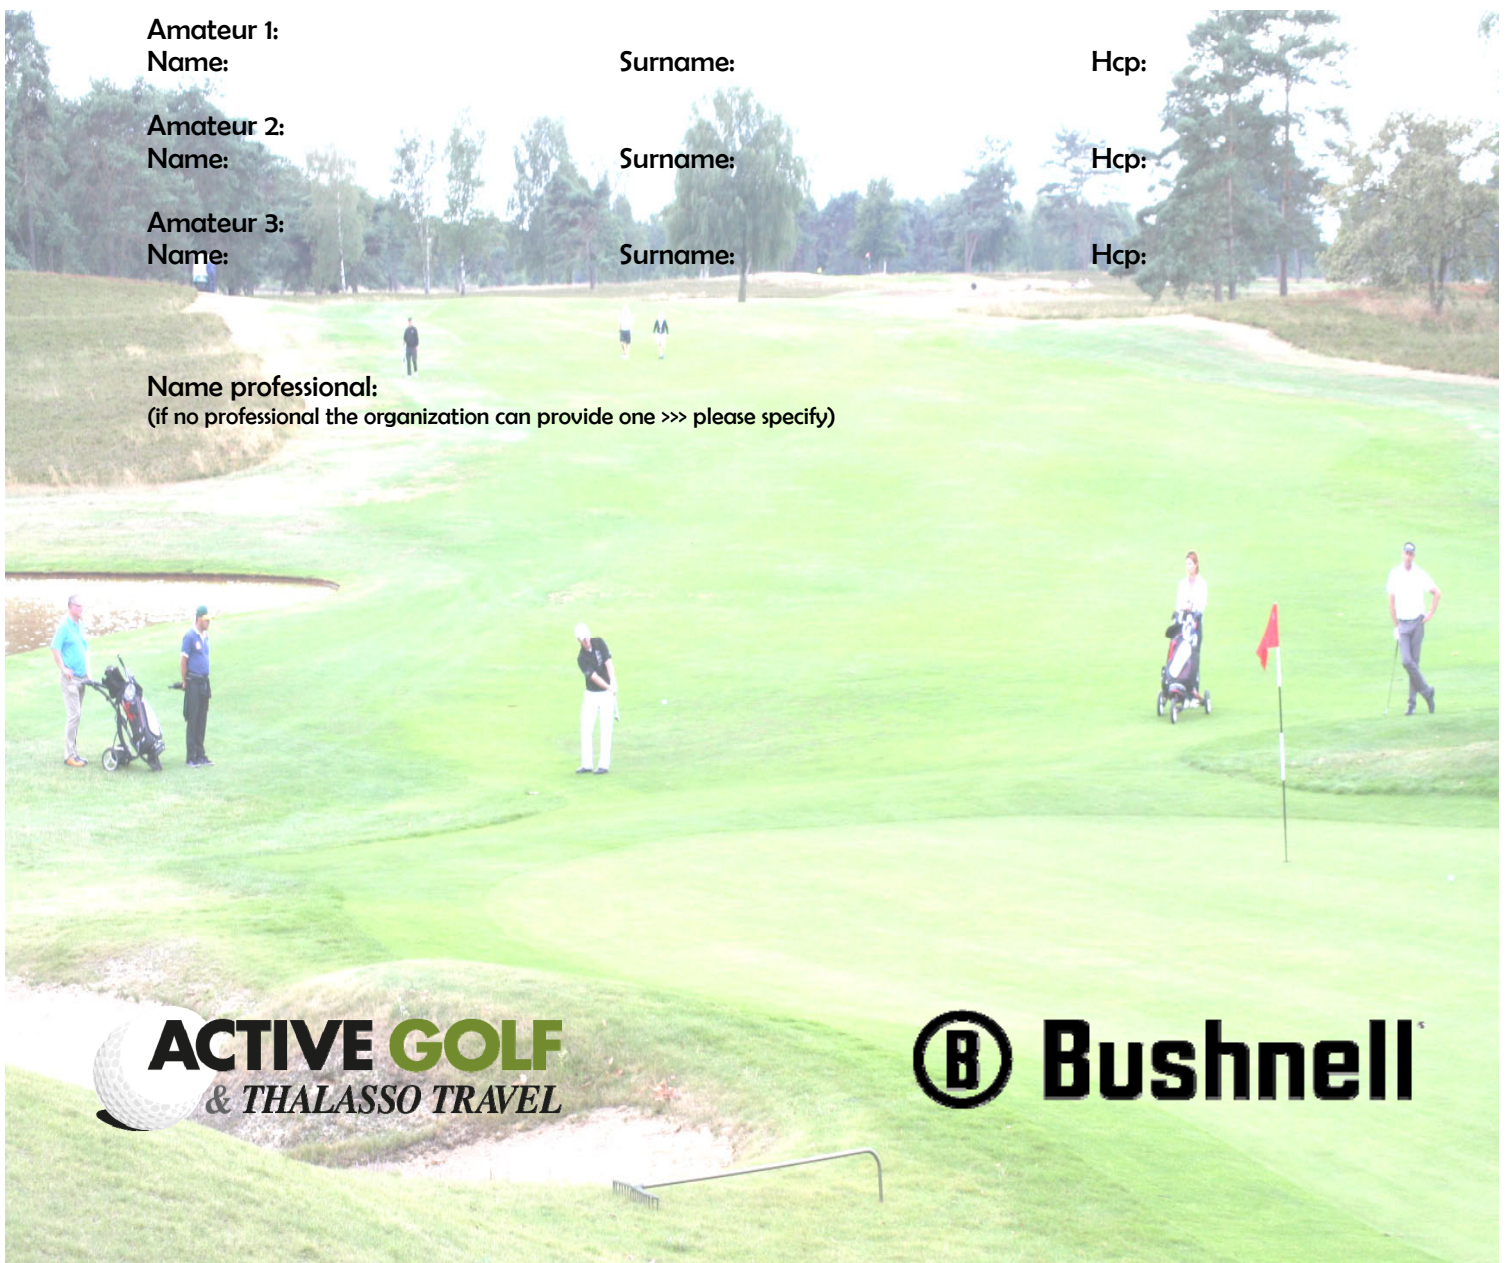 Amateur 1:
Name: Surname: Hcp:
Amateur 2:
Name: Surname: Hcp:
Amateur 3:
Name: Surname: Hcp:
Name professional:
(if no professional the organization can provide one >>> please specify)
ACTIVE GOLF
& THALASSO TRAVEL
B Bushnell